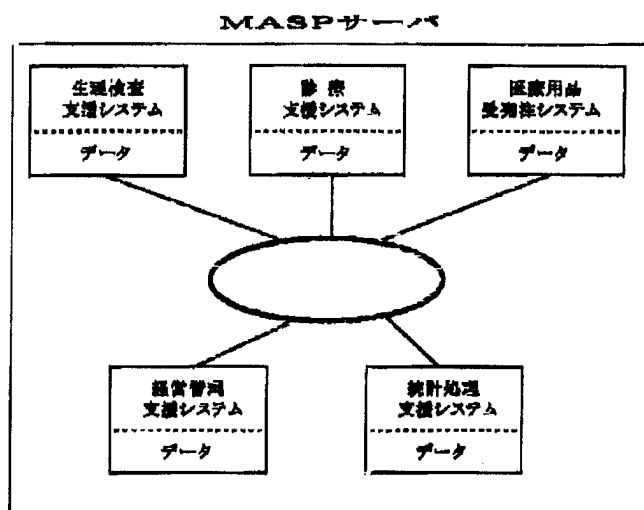 MASPサーバ
生理検査
支援システム
データ
診療
支援システム
データ
医療用品
受発注システム
データ
経営管理
支援システム
データ
統計処理
支援システム
データ